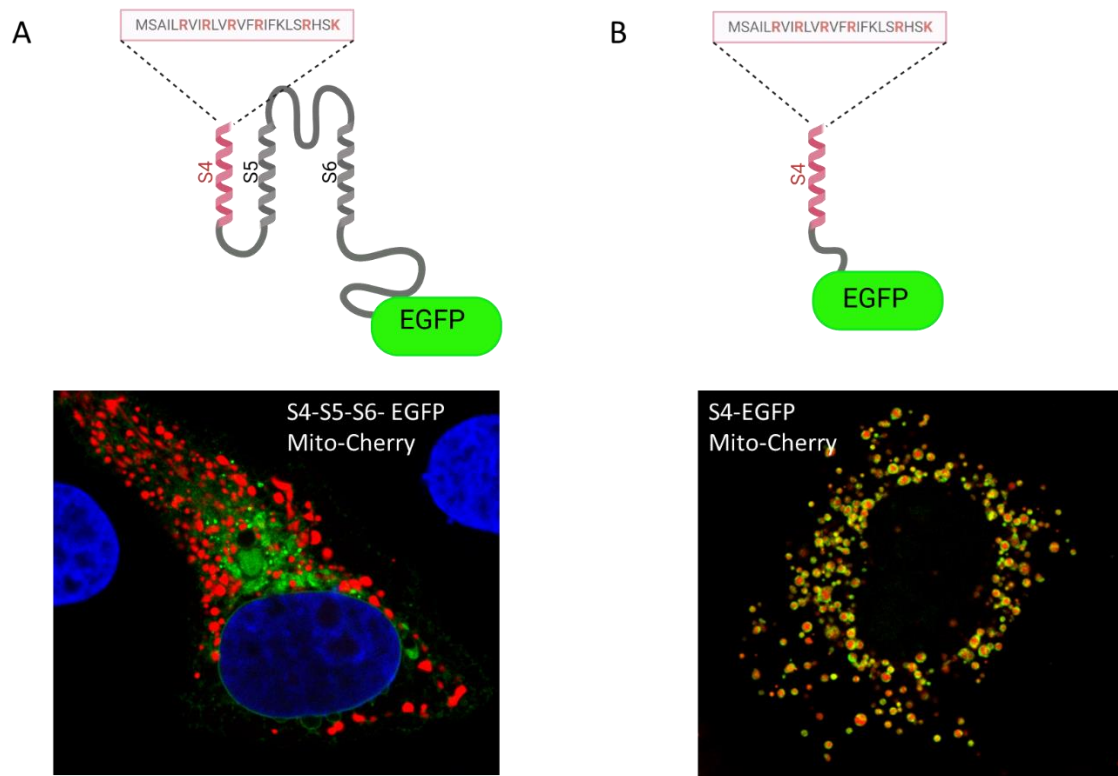 A
MSAILRVIRLVRVFRIFKLSRHSK
S4
S5
S6
EGFP
S4-S5-S6- EGFP
Mito-Cherry
B
MSAILRVIRLVRVFRIFKLSRHSK
S4
EGFP
S4-EGFP
Mito-Cherry